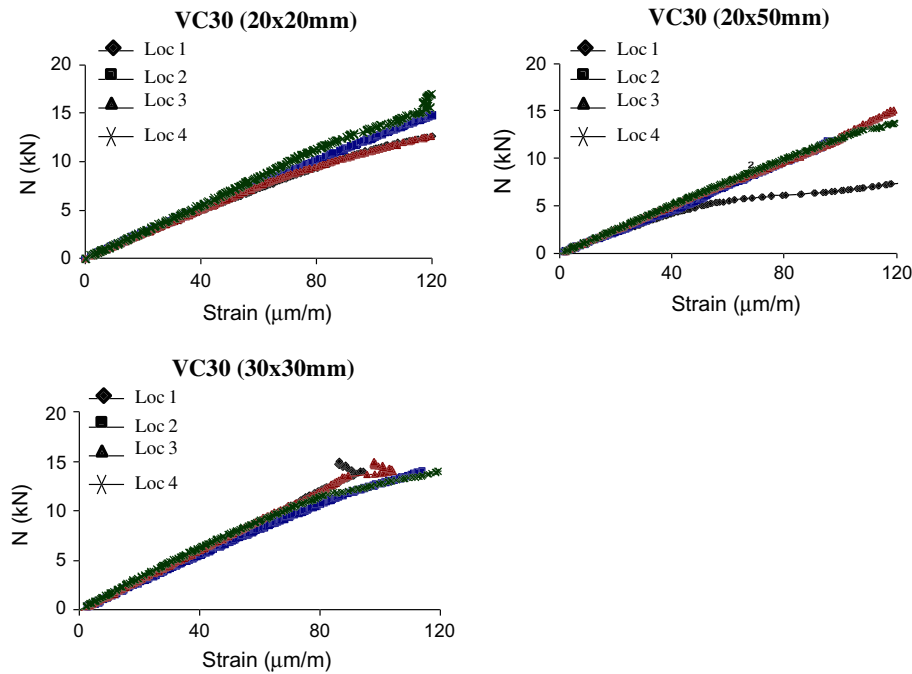 VC30 (20x20mm)
Loc 1
Loc 2
Loc 3
Loc 4
20
15
10
5
0
N (kN)
0 40 80 120
Strain (μm/m)
VC30 (20x50mm)
Loc 1
Loc 2
Loc 3
Loc 4
20
15
10
5
0
N (kN)
2
0 40 80 120
Strain (μm/m)
VC30 (30x30mm)
Loc 1
Loc 2
Loc 3
Loc 4
20
15
10
5
0
N (kN)
0 40 80 120
Strain (μm/m)